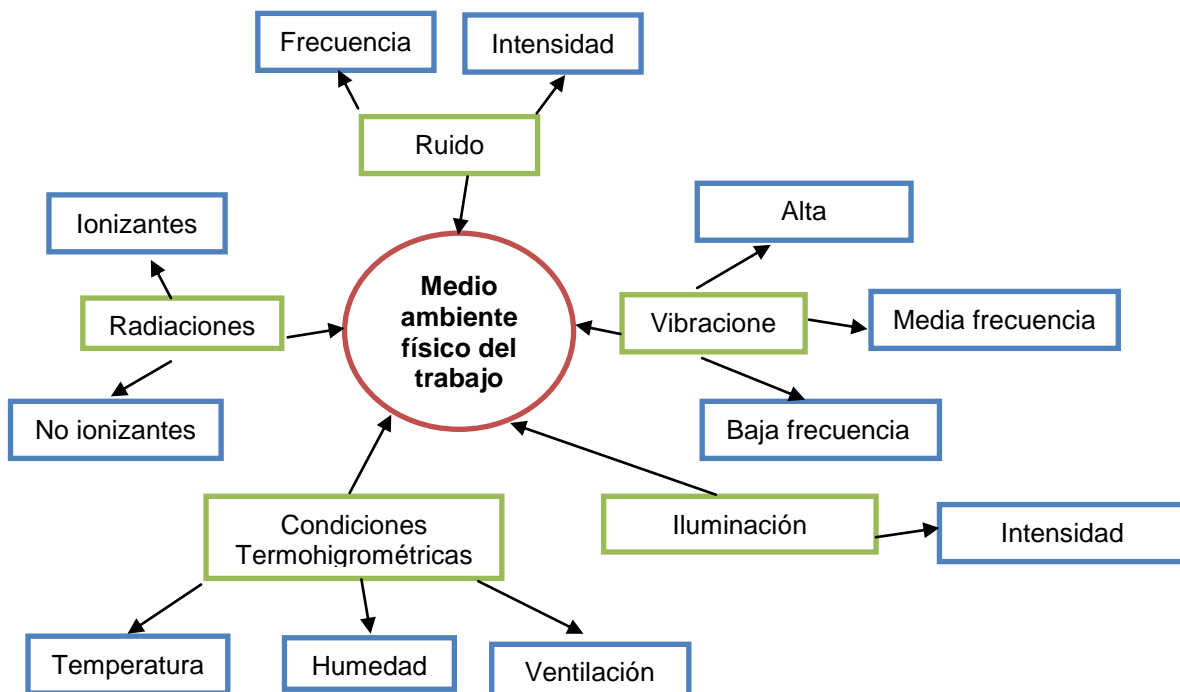 Frecuencia
Intensidad
Ruido
Ionizantes
Alta
Medio
ambiente
físico del
trabajo
Radiaciones
Vibracione
Media frecuencia
No ionizantes
Baja frecuencia
Condiciones
Termohigrométricas
Iluminación
Intensidad
Temperatura
Humedad
Ventilación